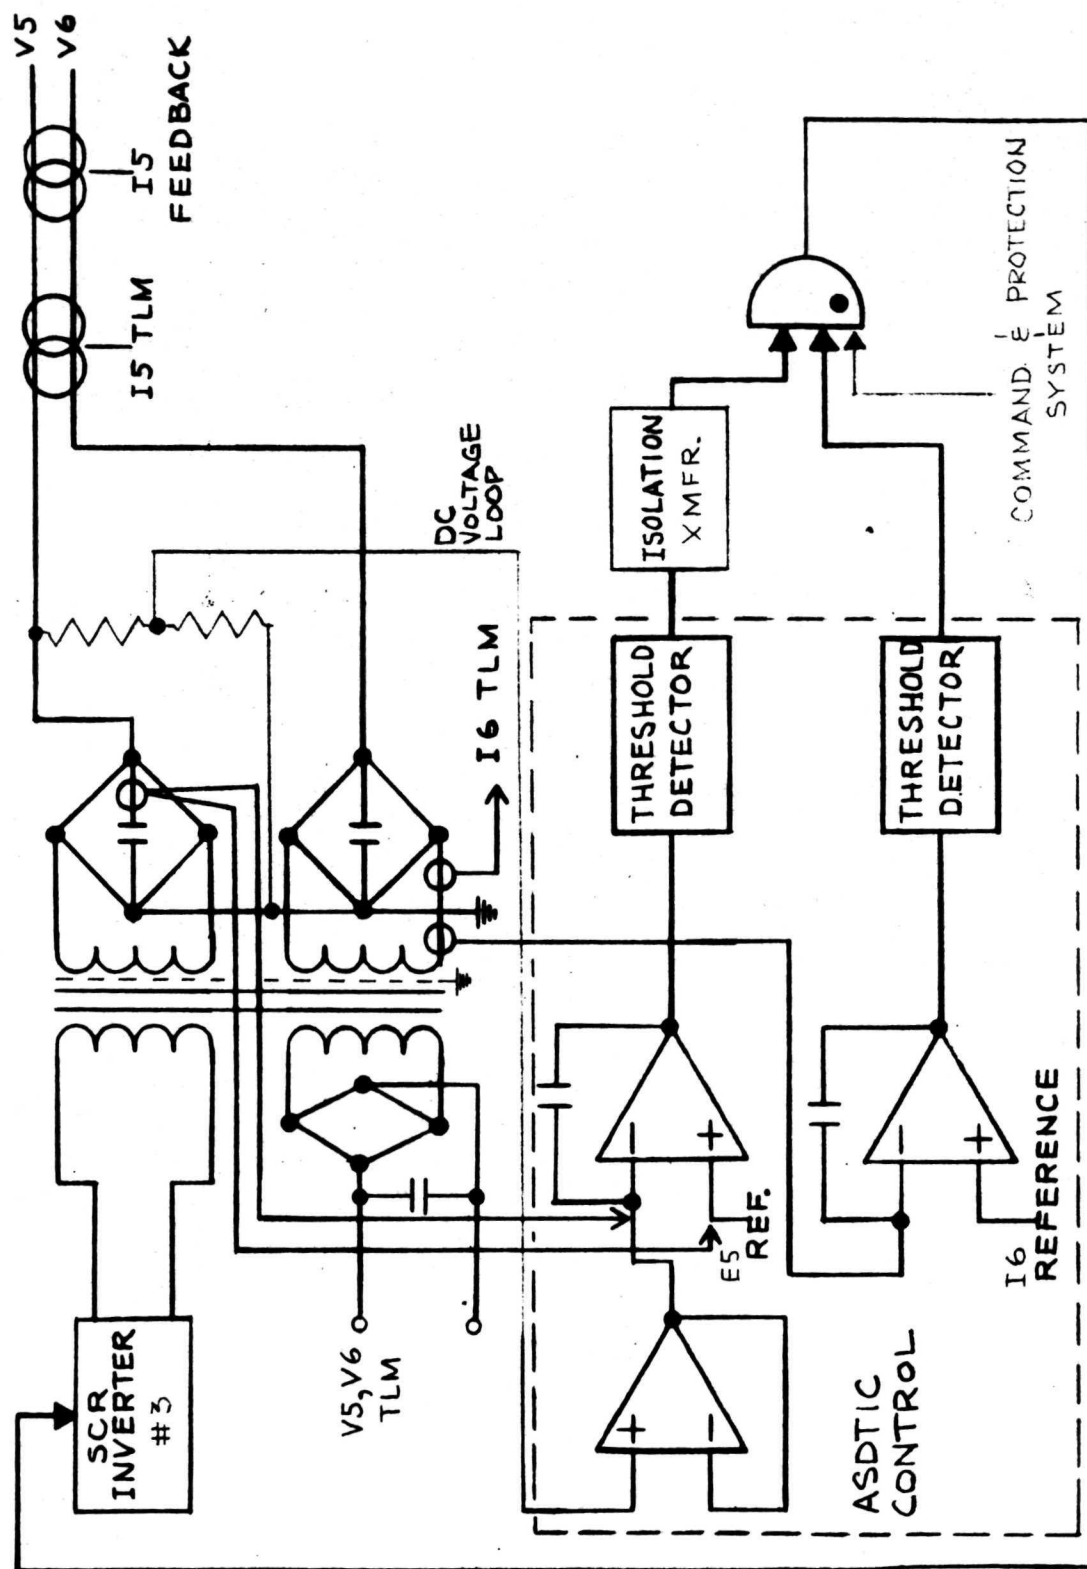 V5
V6
I5
FEEDBACK
I5 TLM
DC
VOLTAGE
LOOP
I6 TLM
SCR
INVERTER
#3
V5,V6
TLM
THRESHOLD
DETECTOR
ISOLATION
XMFR.
THRESHOLD
DETECTOR
COMMAND & PROTECTION
SYSTEM
-
+
E5
REF.
-
+
I6
REFERENCE
+
-
ASDTIC
CONTROL